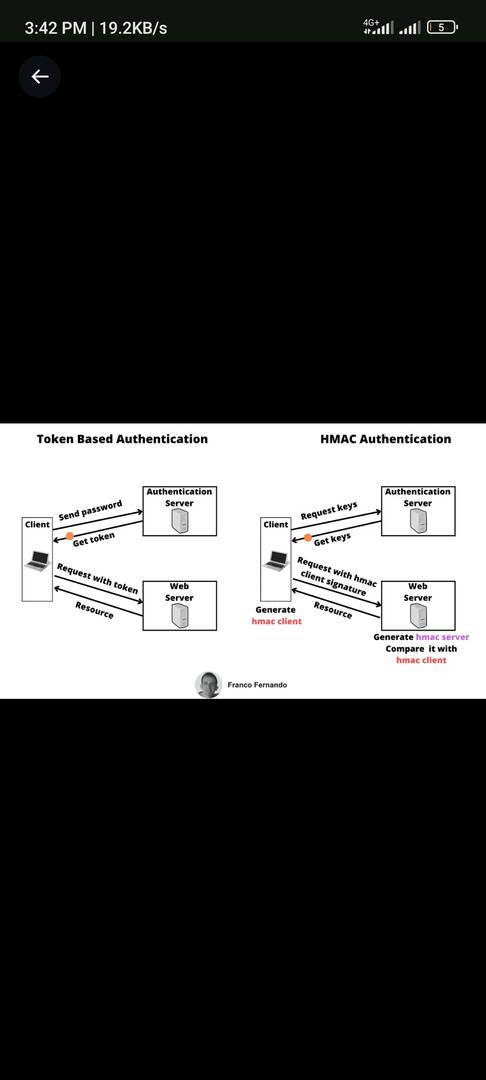 3:42 PM | 19.2KB/s
4G+
5
Token Based Authentication
HMAC Authentication
Client
Send password
Get token
Authentication
Server
Request with token
Resource
Web
Server
Client
Request keys
Get keys
Authentication
Server
Request with hmac
client signature
Resource
Web
Server
Generate
hmac client
Generate hmac server
Compare it with
hmac client
Franco Fernando